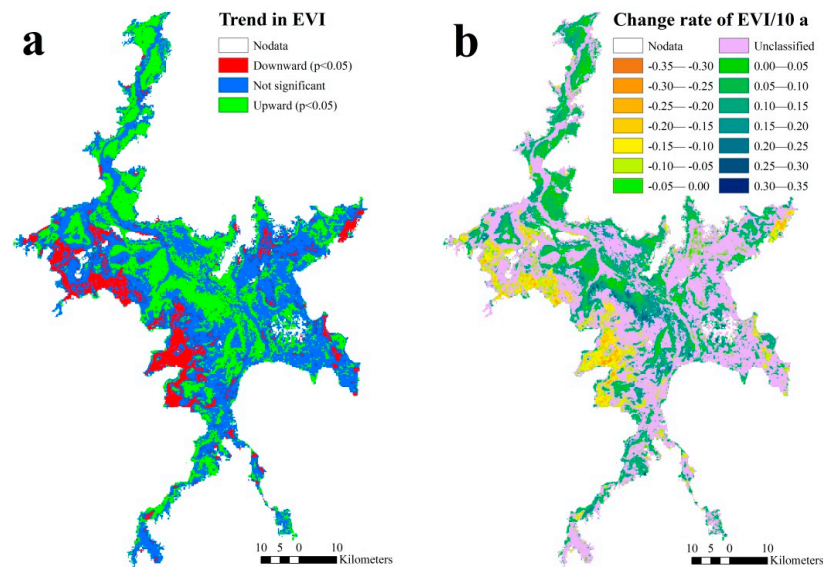 a
Trend in EVI
Nodata
Downward (p<0.05)
Not significant
Upward (p<0.05)
10 5 0 10
Kilometers
b
Change rate of EVI/10 a
Nodata
-0.35— -0.30
-0.30— -0.25
-0.25— -0.20
-0.20— -0.15
-0.15— -0.10
-0.10— -0.05
-0.05— 0.00
Unclassified
0.00—0.05
0.05—0.10
0.10—0.15
0.15—0.20
0.20—0.25
0.25—0.30
0.30—0.35
10 5 0 10
Kilometers